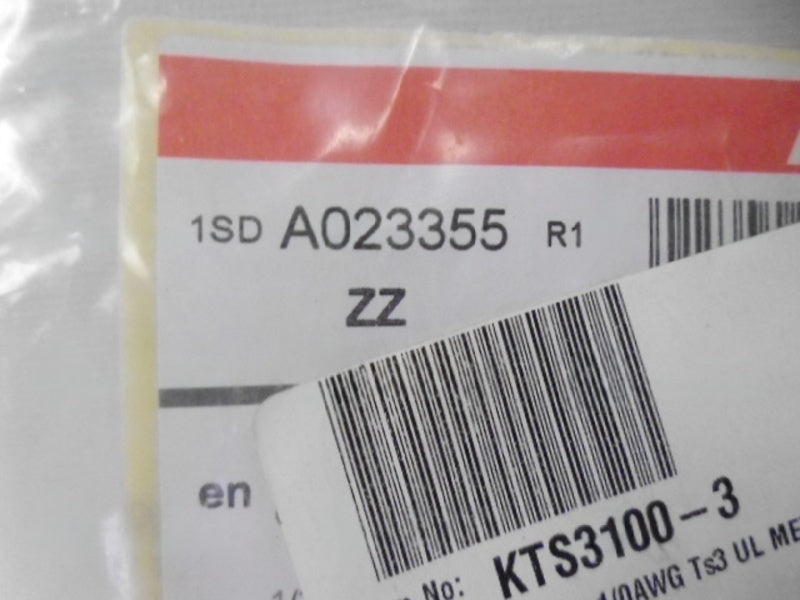 1SD A023355 R1
ZZ
en
No: KTS3100-3
1/0AWG Ts3 UL ME